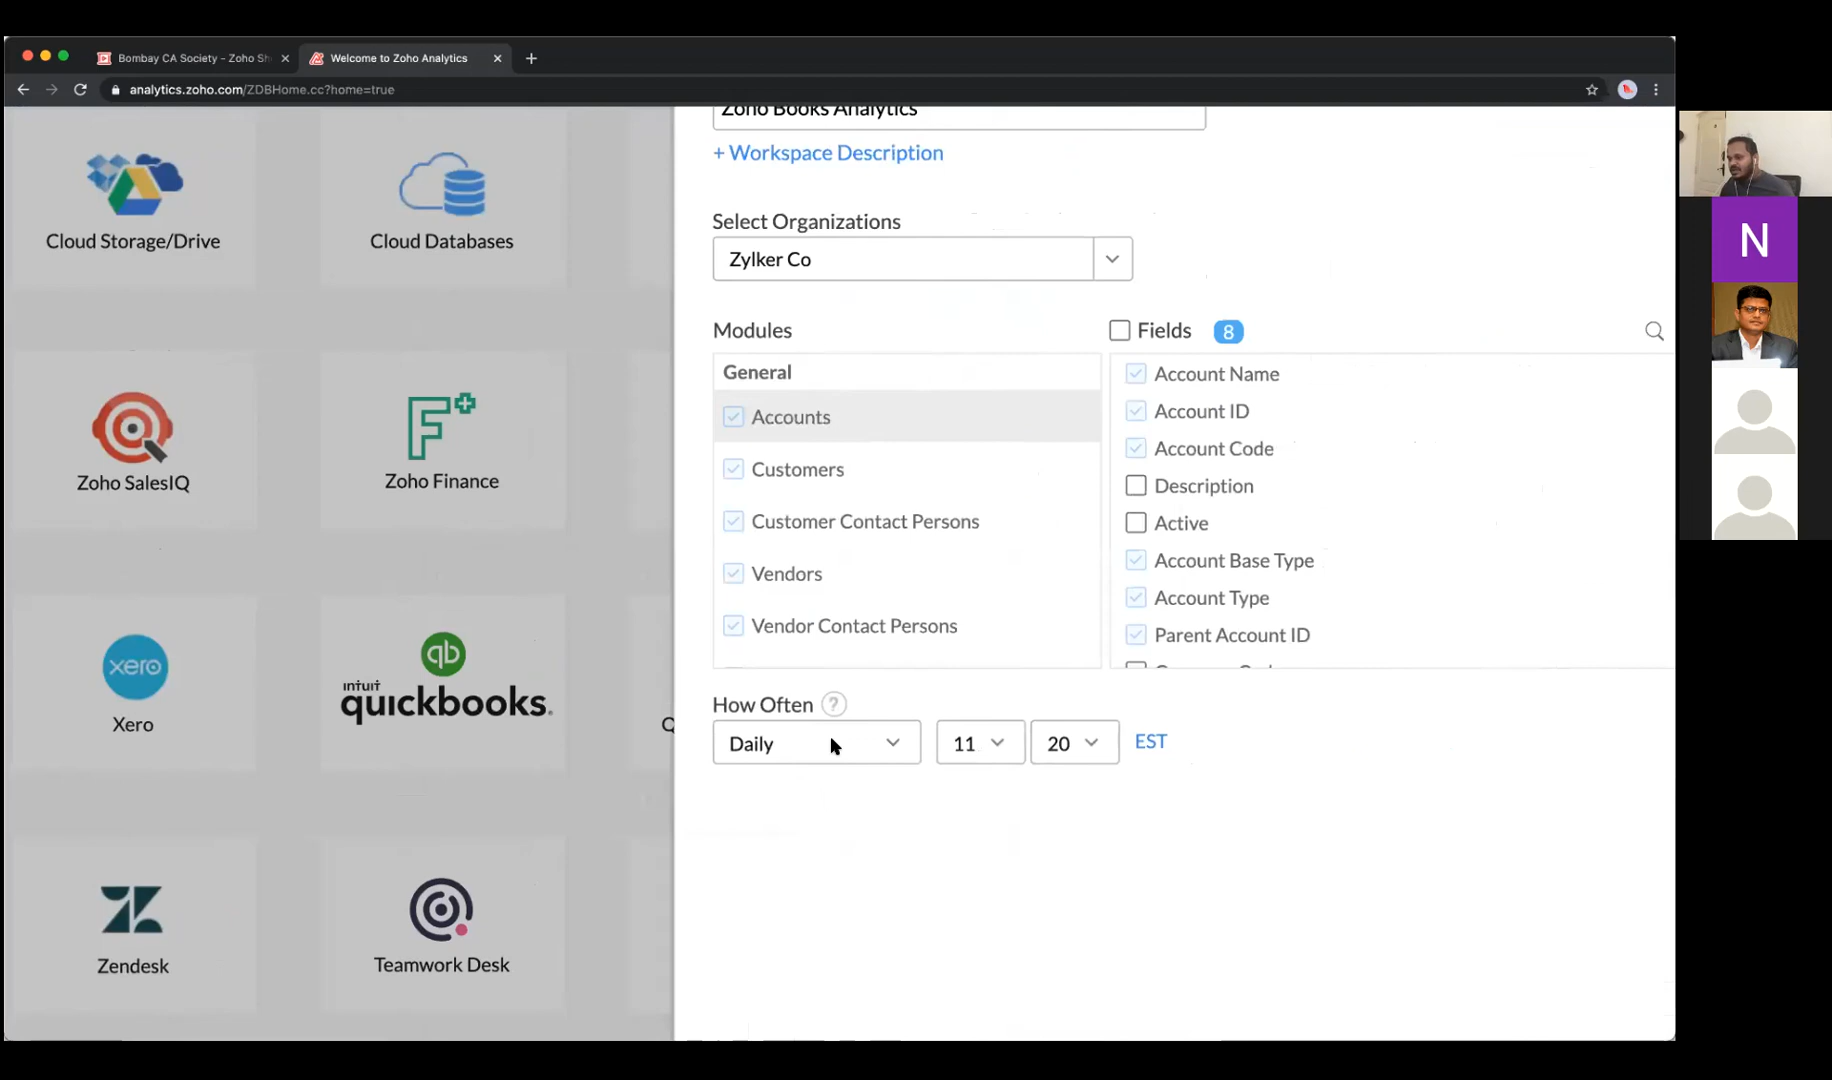 Bombay CA Society - Zoho Sh
Welcome to Zoho Analytics
analytics.zoho.com/ZDBHome.cc?home=true
Cloud Storage/Drive
Cloud Databases
Zoho SalesIQ
F+
Zoho Finance
xero
Xero
qb
intuit
quickbooks.
Q
Zendesk
Teamwork Desk
Zoho Books Analytics
+ Workspace Description
Select Organizations
Zylker Co
Modules
General
Accounts
Customers
Customer Contact Persons
Vendors
Vendor Contact Persons
Fields 8
Account Name
Account ID
Account Code
Description
Active
Account Base Type
Account Type
Parent Account ID
How Often ?
Daily 11 20 EST
N